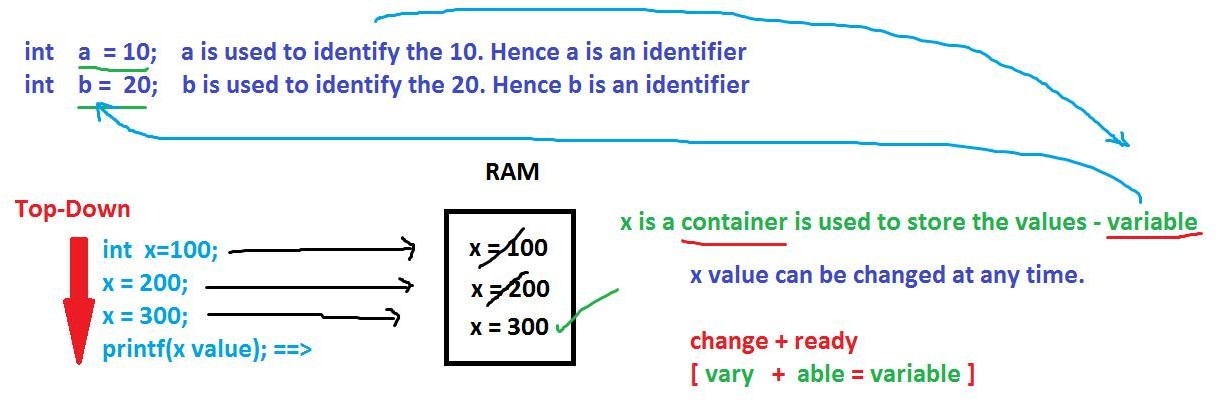 int a = 10; a is used to identify the 10. Hence a is an identifier
int b = 20; b is used to identify the 20. Hence b is an identifier
RAM
Top-Down
int x=100;
x = 200;
x = 300;
printf(x value); ==>
x = 100
x = 200
x = 300
x is a container is used to store the values - variable
x value can be changed at any time.
change + ready
[ vary + able = variable ]